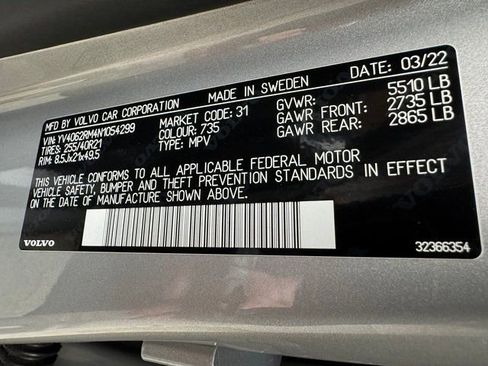 MFD BY VOLVO CAR CORPORATION MADE IN SWEDEN DATE: 03/22
VIN: YV4062RM4N1054299 MARKET CODE: 31 GVWR: 5510 LB
TIRES: 255/40R21 COLOUR: 735 GAWR FRONT: 2735 LB
RIM: 8.5Jx21x49.5 TYPE: MPV GAWR REAR: 2865 LB
THIS VEHICLE CONFORMS TO ALL APPLICABLE FEDERAL MOTOR
VEHICLE SAFETY, BUMPER AND THEFT PREVENTION STANDARDS IN EFFECT
ON THE DATE OF MANUFACTURE SHOWN ABOVE.
VOLVO 32366354